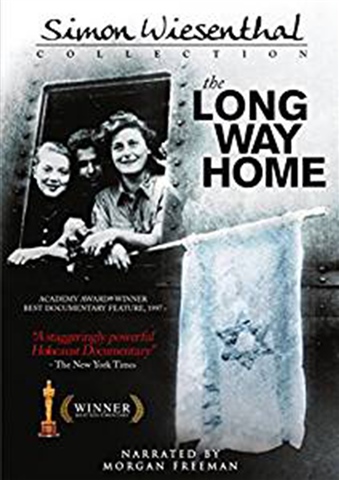 Simon Wiesenthal
COLLECTION
the
LONG
WAY
HOME
ACADEMY AWARD® WINNER
BEST DOCUMENTARY FEATURE, 1997
"A staggeringly powerful
Holocaust Documentary"
- The New York Times
WINNER
NARRATED BY
MORGAN FREEMAN